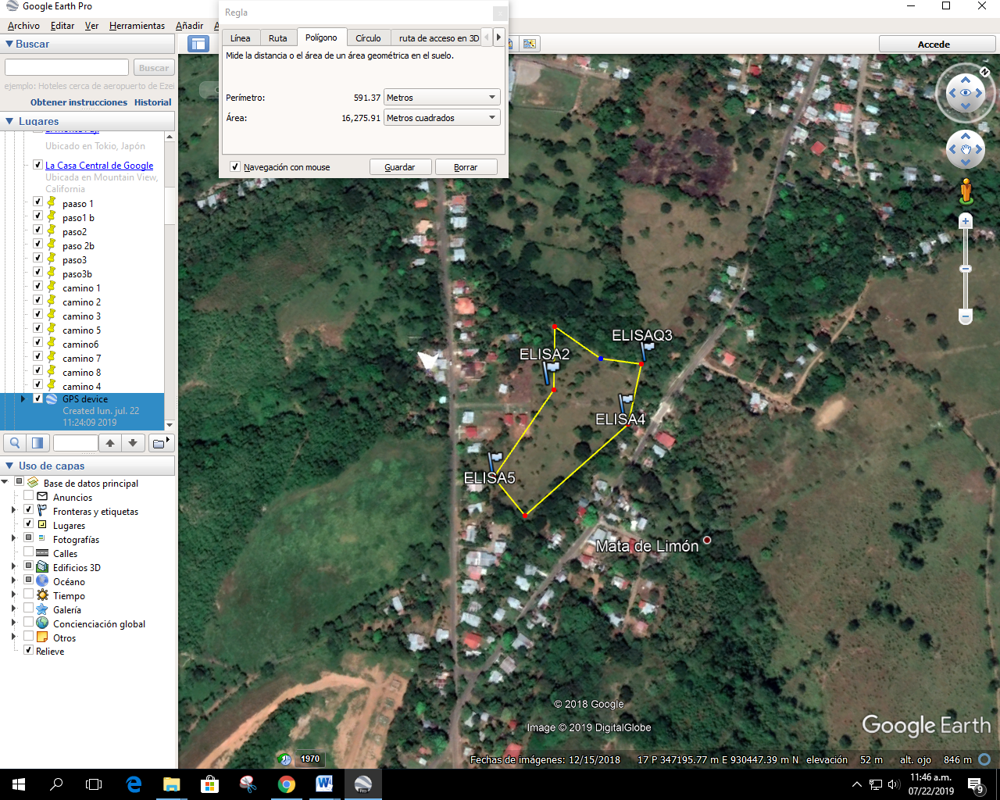 Google Earth Pro
Archivo Editar Ver Herramientas Añadir
Regla
Línea Ruta Polígono Círculo ruta de acceso en 3D
Mide la distancia o el área de un área geométrica en el suelo.
Perímetro: 591.37 Metros
Área: 16,275.91 Metros cuadrados
Navegación con mouse Guardar Borrar
Accede
Buscar
Buscar
ejemplo: Hoteles cerca de aeropuerto de Ezei
Obtener instrucciones Historial
Lugares
Ubicado en Tokio, Japón
La Casa Central de Google
Ubicada en Mountain View,
California
paaso 1
paso1 b
paso2
paso 2b
paso3
paso3b
camino 1
camino 2
camino 3
camino 5
camino6
camino 7
camino 8
camino 4
GPS device
Created lun. jul. 22
11:24:09 2019
Uso de capas
Base de datos principal
Anuncios
Fronteras y etiquetas
Lugares
Fotografías
Calles
Edificios 3D
Océano
Tiempo
Galería
Concienciación global
Otros
Relieve
N
ELISAQ3
ELISA2
ELISA4
ELISA5
Mata de Limón
© 2018 Google
Image © 2019 DigitalGlobe
Google Earth
1970
Fechas de imágenes: 12/15/2018 17 P 347195.77 m E 930447.39 m N elevación 52 m alt. ojo 846 m
11:46 a.m.
07/22/2019
9